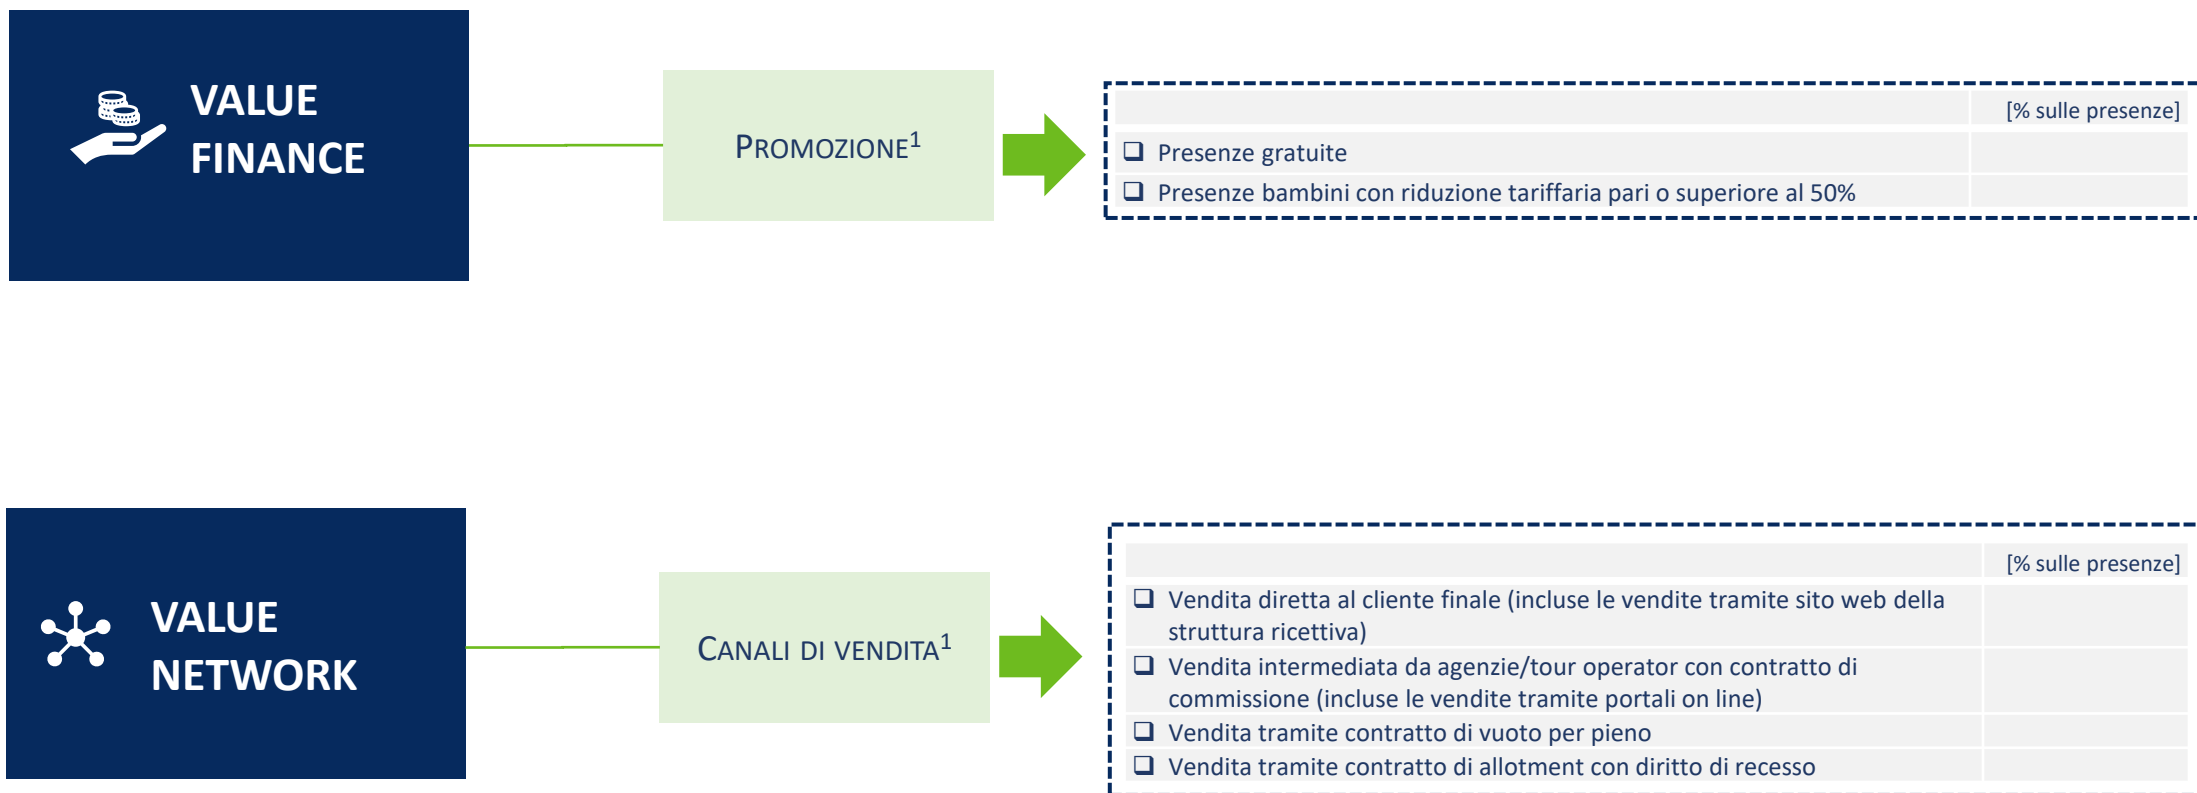 VALUE
FINANCE
PROMOZIONE¹
[% sulle presenze]
❑ Presenze gratuite
❑ Presenze bambini con riduzione tariffaria pari o superiore al 50%
VALUE
NETWORK
CANALI DI VENDITA¹
[% sulle presenze]
❑ Vendita diretta al cliente finale (incluse le vendite tramite sito web della
struttura ricettiva)
❑ Vendita intermediata da agenzie/tour operator con contratto di
commissione (incluse le vendite tramite portali on line)
❑ Vendita tramite contratto di vuoto per pieno
❑ Vendita tramite contratto di allotment con diritto di recesso